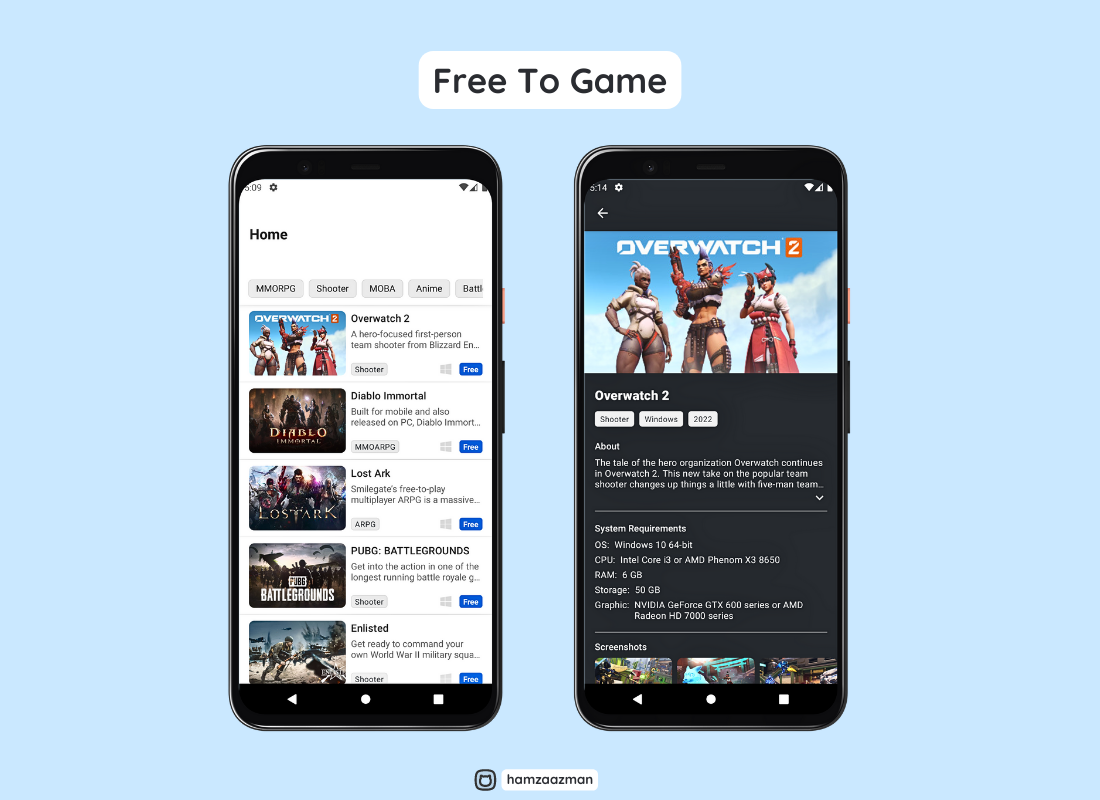 Free To Game
5:09
Home
MMORPG Shooter MOBA Anime Battl
OVERWATCH 2
Overwatch 2
A hero-focused first-person
team shooter from Blizzard En...
Shooter Free
DIABLO
IMMORTAL
Diablo Immortal
Built for mobile and also
released on PC, Diablo Immort...
MMOARPG Free
LOST ARK
Lost Ark
Smilegate's free-to-play
multiplayer ARPG is a massive...
ARPG Free
PUBG
BATTLEGROUNDS
PUBG: BATTLEGROUNDS
Get into the action in one of the
longest running battle royale g...
Shooter Free
Enlisted
Get ready to command your
own World War II military squa...
Shooter Free
5:14
OVERWATCH 2
Overwatch 2
Shooter Windows 2022
About
The tale of the hero organization Overwatch continues
in Overwatch 2. This new take on the popular team
shooter changes up things a little with five-man team...
System Requirements
OS: Windows 10 64-bit
CPU: Intel Core i3 or AMD Phenom X3 8650
RAM: 6 GB
Storage: 50 GB
Graphic: NVIDIA GeForce GTX 600 series or AMD
Radeon HD 7000 series
Screenshots
hamzaazman